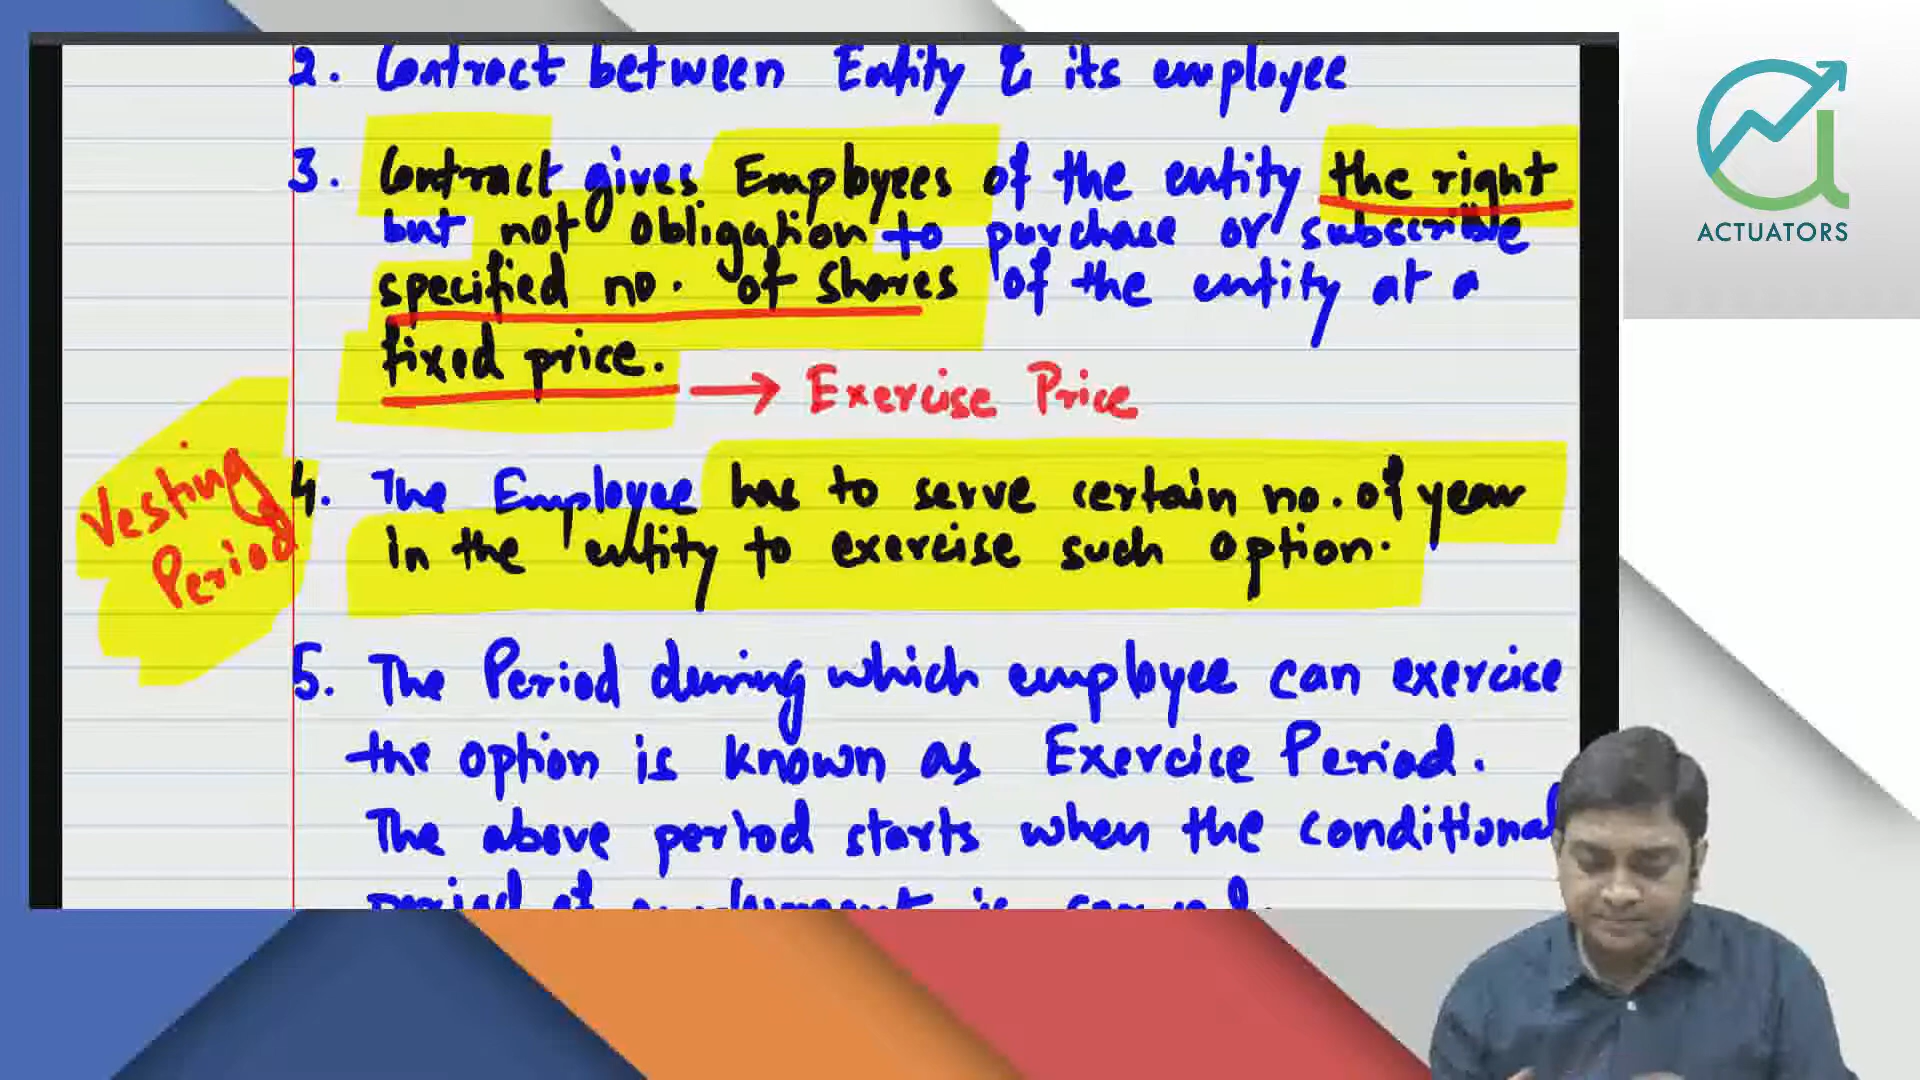 2. Contract between Entity & its employee
3. Contract gives Employees of the entity the right
but not obligation to purchase or subscribe
specified no. of shares of the entity at a
fixed price. → Exercise Price
Vesting
Period
4. The Employee has to serve certain no. of year
in the entity to exercise such option.
5. The Period during which employee can exercise
the option is known as Exercise Period.
The above period starts when the conditional
period of
ACTUATORS